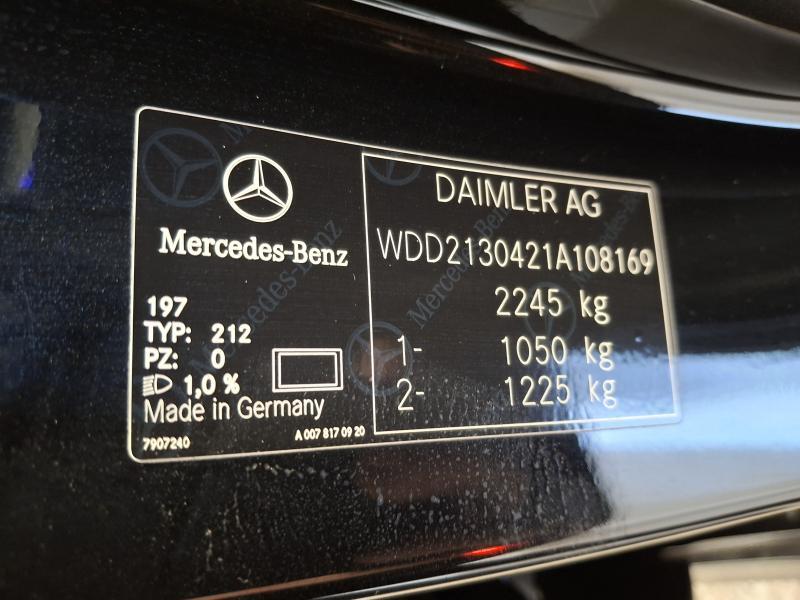 Mercedes-Benz
197
TYP: 212
PZ: 0
1,0 %
Made in Germany
7907240
A 007 817 09 20
DAIMLER AG
WDD2130421A108169
2245 kg
1- 1050 kg
2- 1225 kg